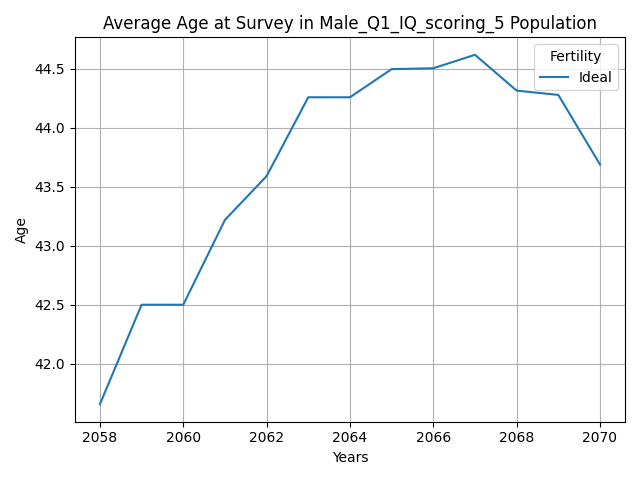 Average Age at Survey in Male_Q1_IQ_scoring_5 Population
Fertility
Ideal
Age
44.5
44.0
43.5
43.0
42.5
42.0
2058 2060 2062 2064 2066 2068 2070
Years